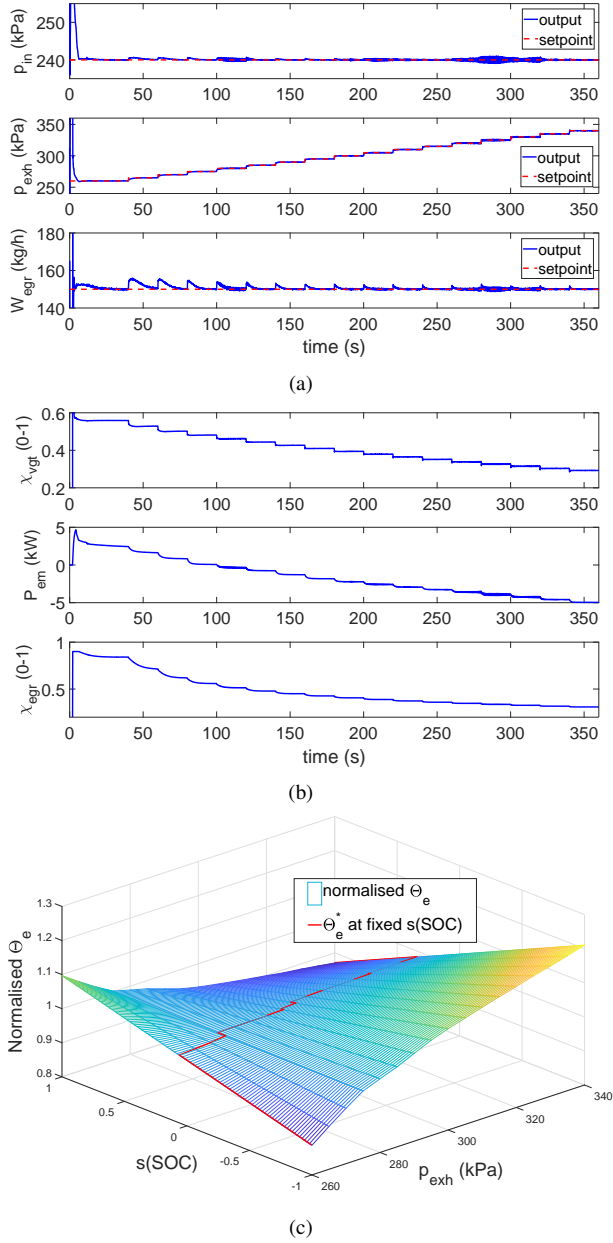 250
240
p_in (kPa)
output
setpoint
0 50 100 150 200 250 300 350
350
300
250
p_exh (kPa)
output
setpoint
0 50 100 150 200 250 300 350
180
160
140
W_egr (kg/h)
output
setpoint
0 50 100 150 200 250 300 350
time (s)
(a)
0.6
0.4
0.2
χ_vgt (0-1)
0 50 100 150 200 250 300 350
5
0
-5
P_em (kW)
0 50 100 150 200 250 300 350
1
0.5
χ_egr (0-1)
0 50 100 150 200 250 300 350
time (s)
(b)
normalised Θ_e
Θ_e^* at fixed s(SOC)
1.3
1.2
1.1
1
0.9
0.8
Normalised Θ_e
1
0.5
0
-0.5
-1
s(SOC)
260
280
300
320
340
p_exh (kPa)
(c)